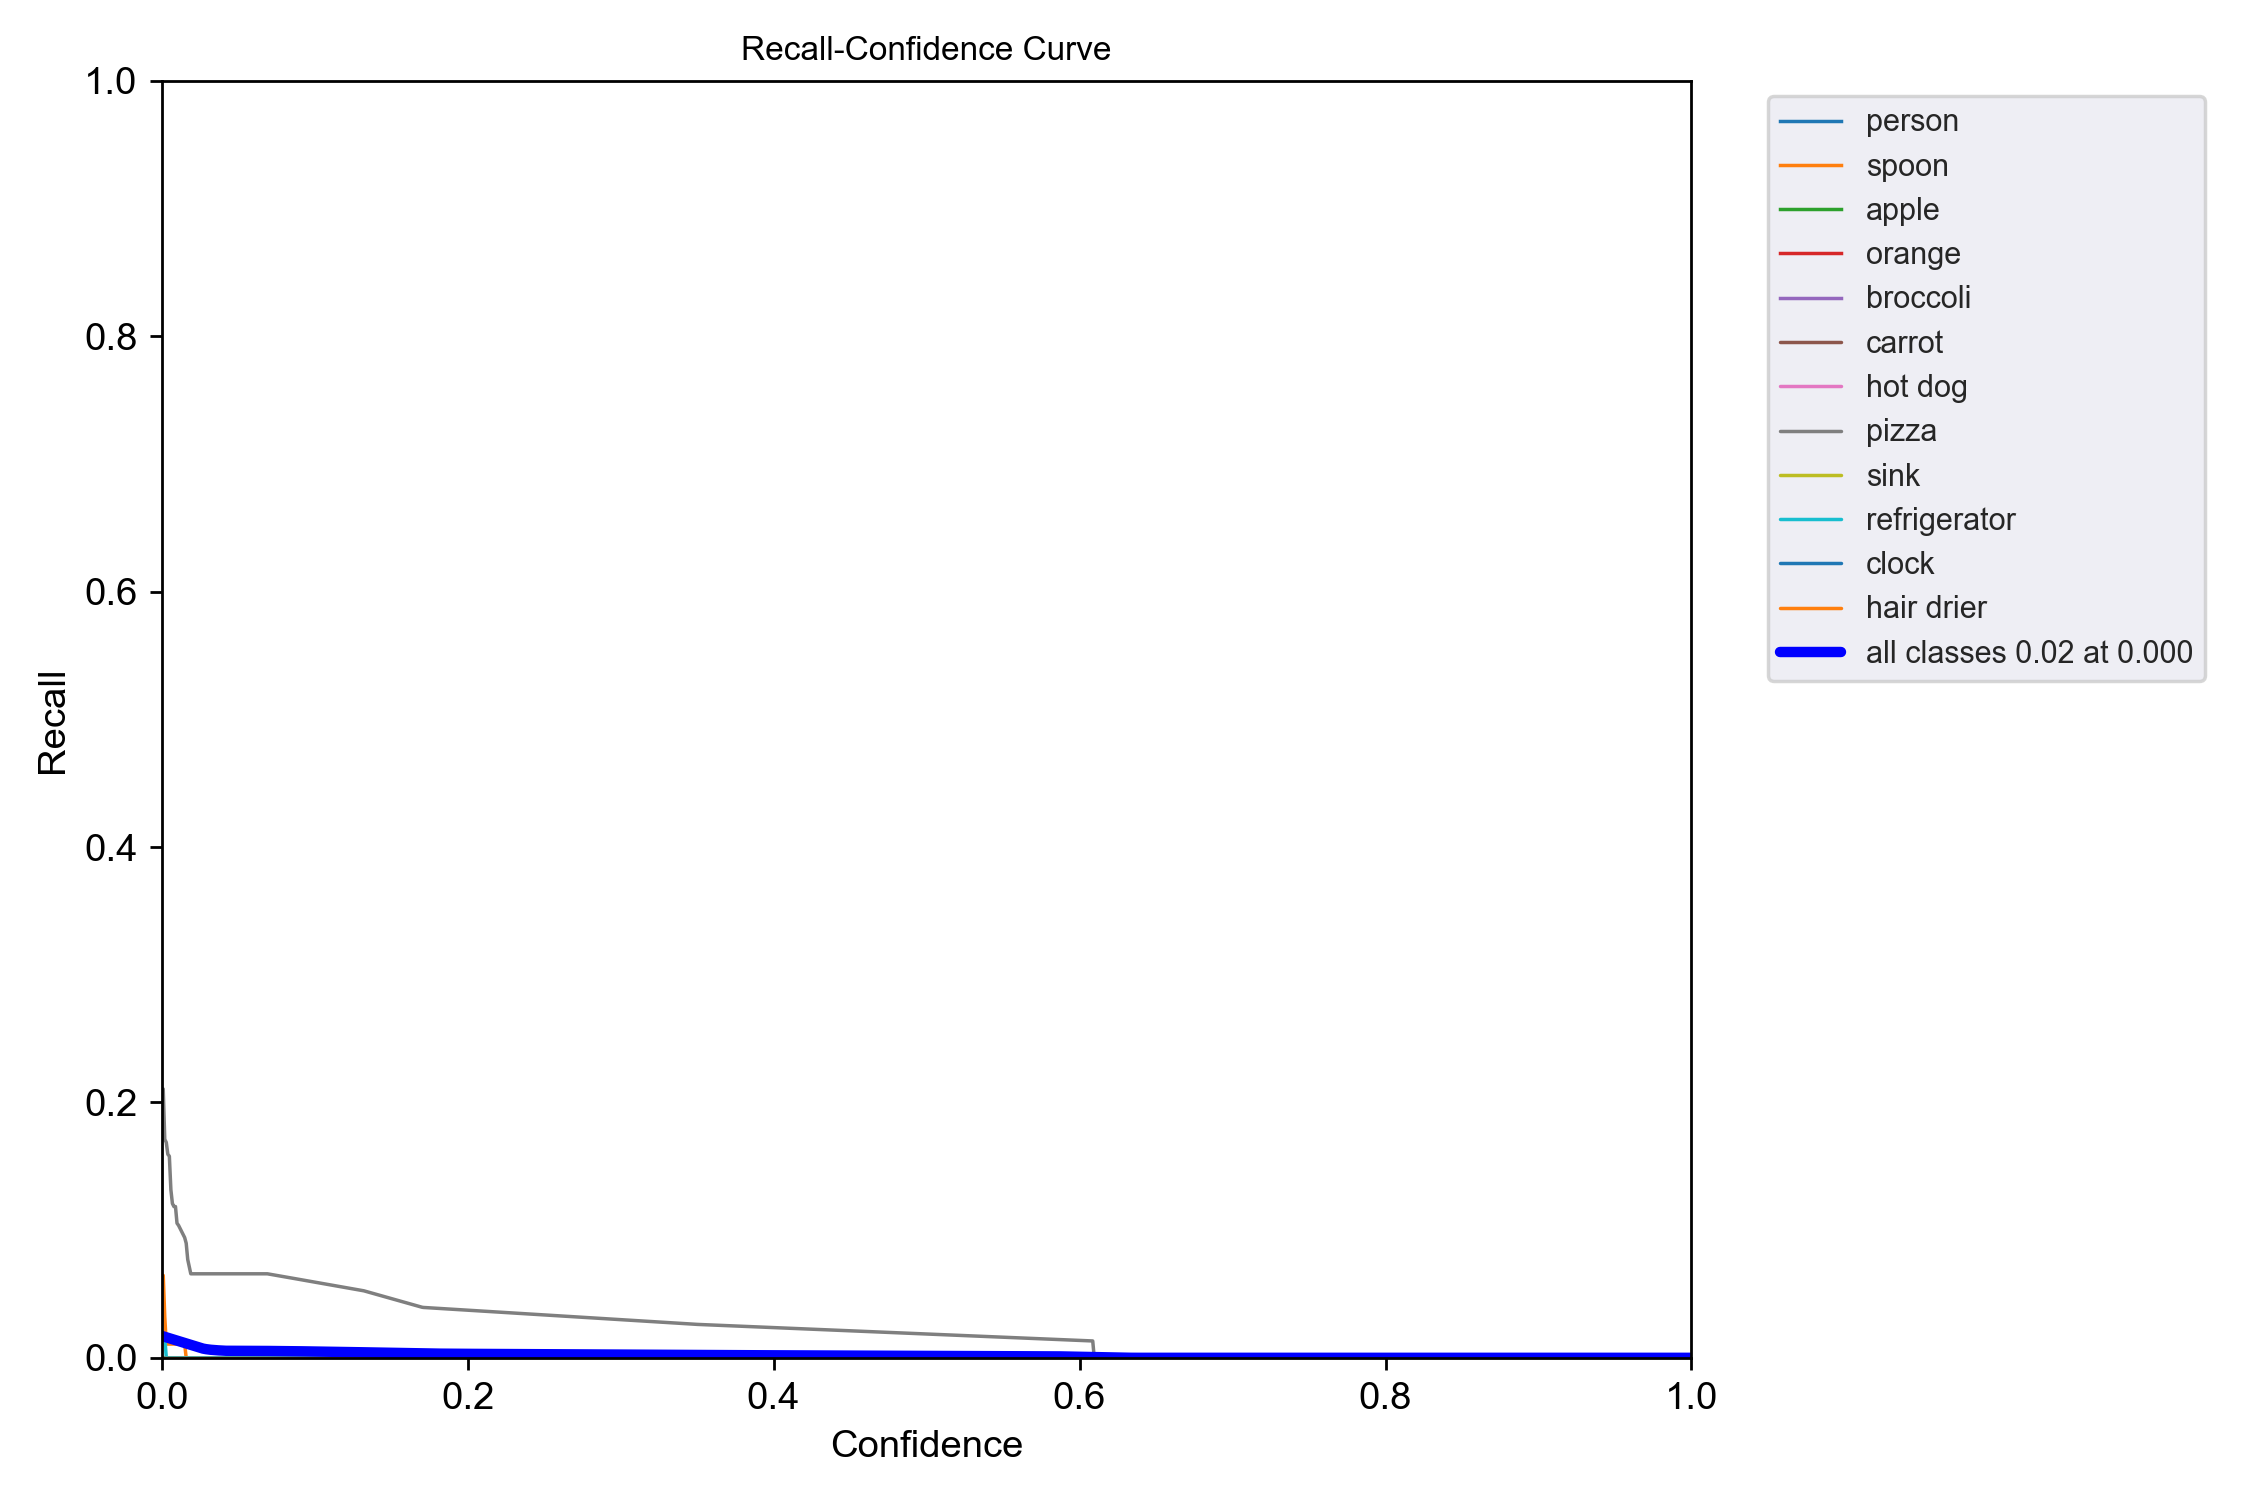 Recall-Confidence Curve
1.0
0.8
0.6
0.4
0.2
0.0
Recall
0.0 0.2 0.4 0.6 0.8 1.0
Confidence
person
spoon
apple
orange
broccoli
carrot
hot dog
pizza
sink
refrigerator
clock
hair drier
all classes 0.02 at 0.000